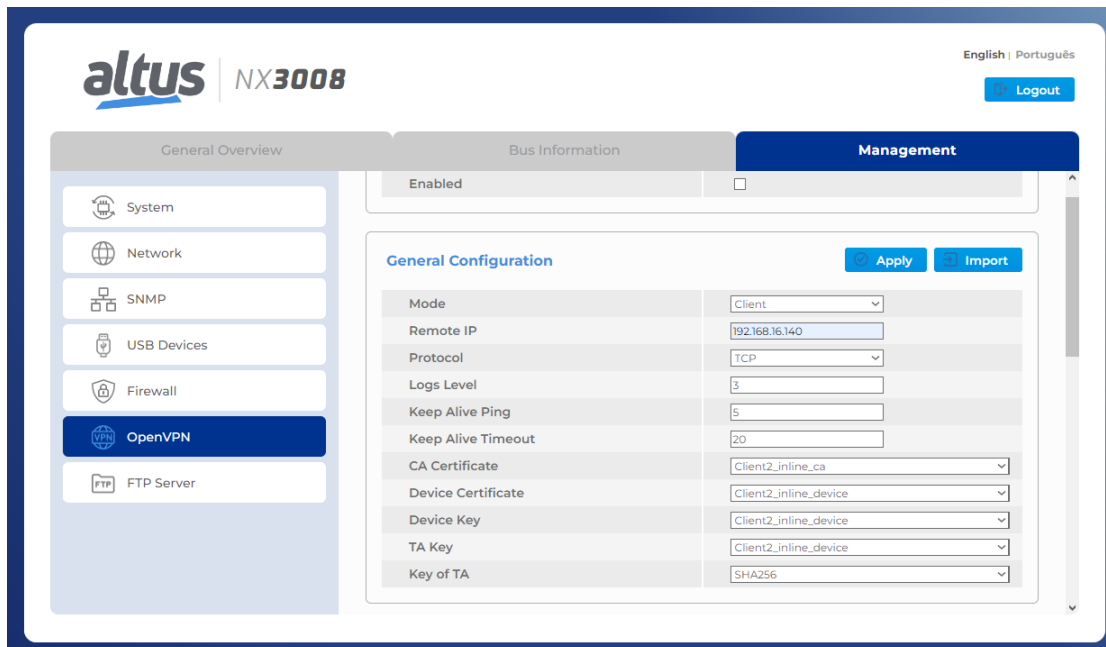 English | Português
altus NX3008
Logout
General Overview Bus Information Management
Enabled
System
Network
SNMP
USB Devices
Firewall
VPN OpenVPN
FTP FTP Server
General Configuration Apply Import
Mode Client
Remote IP 192.168.16.140
Protocol TCP
Logs Level 3
Keep Alive Ping 5
Keep Alive Timeout 20
CA Certificate Client2_inline_ca
Device Certificate Client2_inline_device
Device Key Client2_inline_device
TA Key Client2_inline_device
Key of TA SHA256